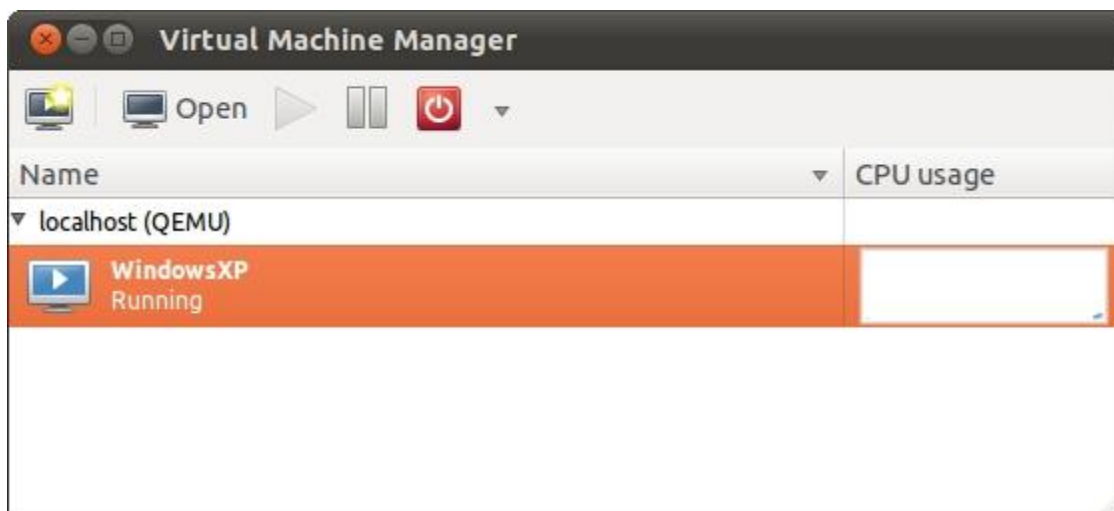 Virtual Machine Manager
Open
Name CPU usage
localhost (QEMU)
WindowsXP
Running